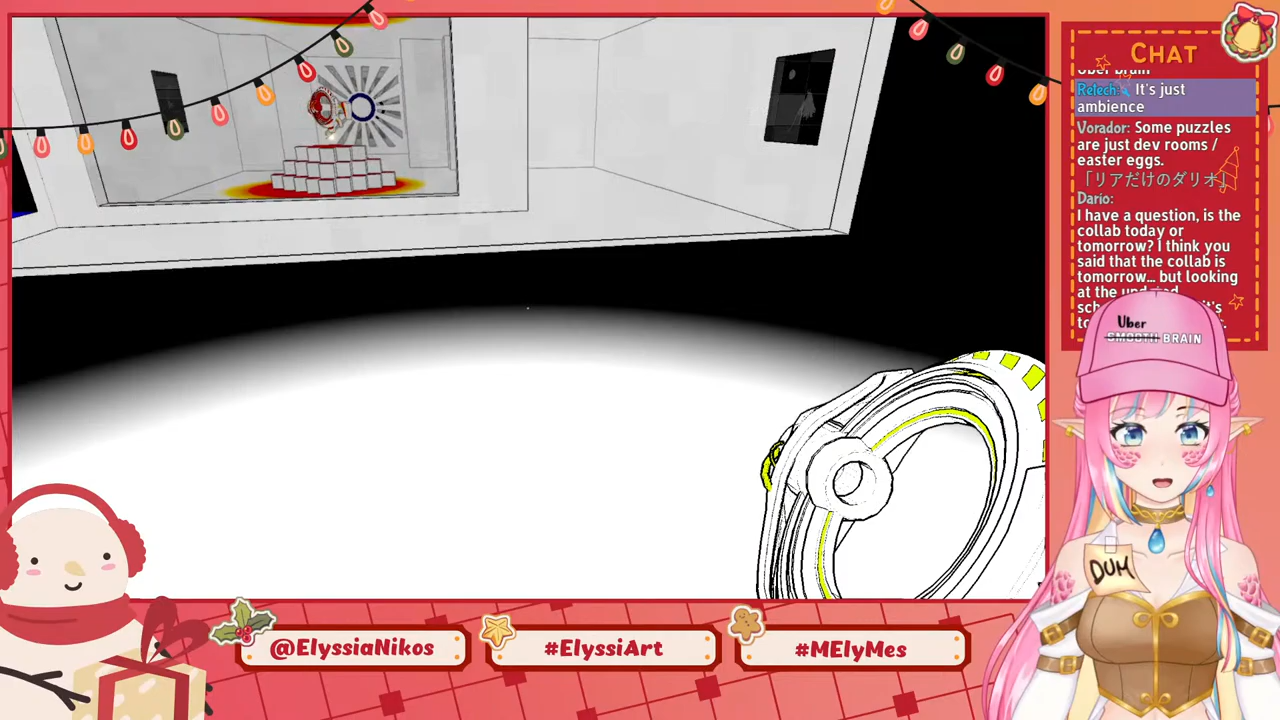 CHAT
Uber Brain
Relech: It's just
ambience
Vorador: Some puzzles
are just dev rooms /
easter eggs.
「リアだけのダリオ」
Dario:
I have a question, is the
collab today or
tomorrow? I think you
said that the collab is
tomorrow... but looking
at the
Uber
SMOOTH BRAIN
DUM
@ElyssiaNikos
#ElyssiArt
#MElyMes